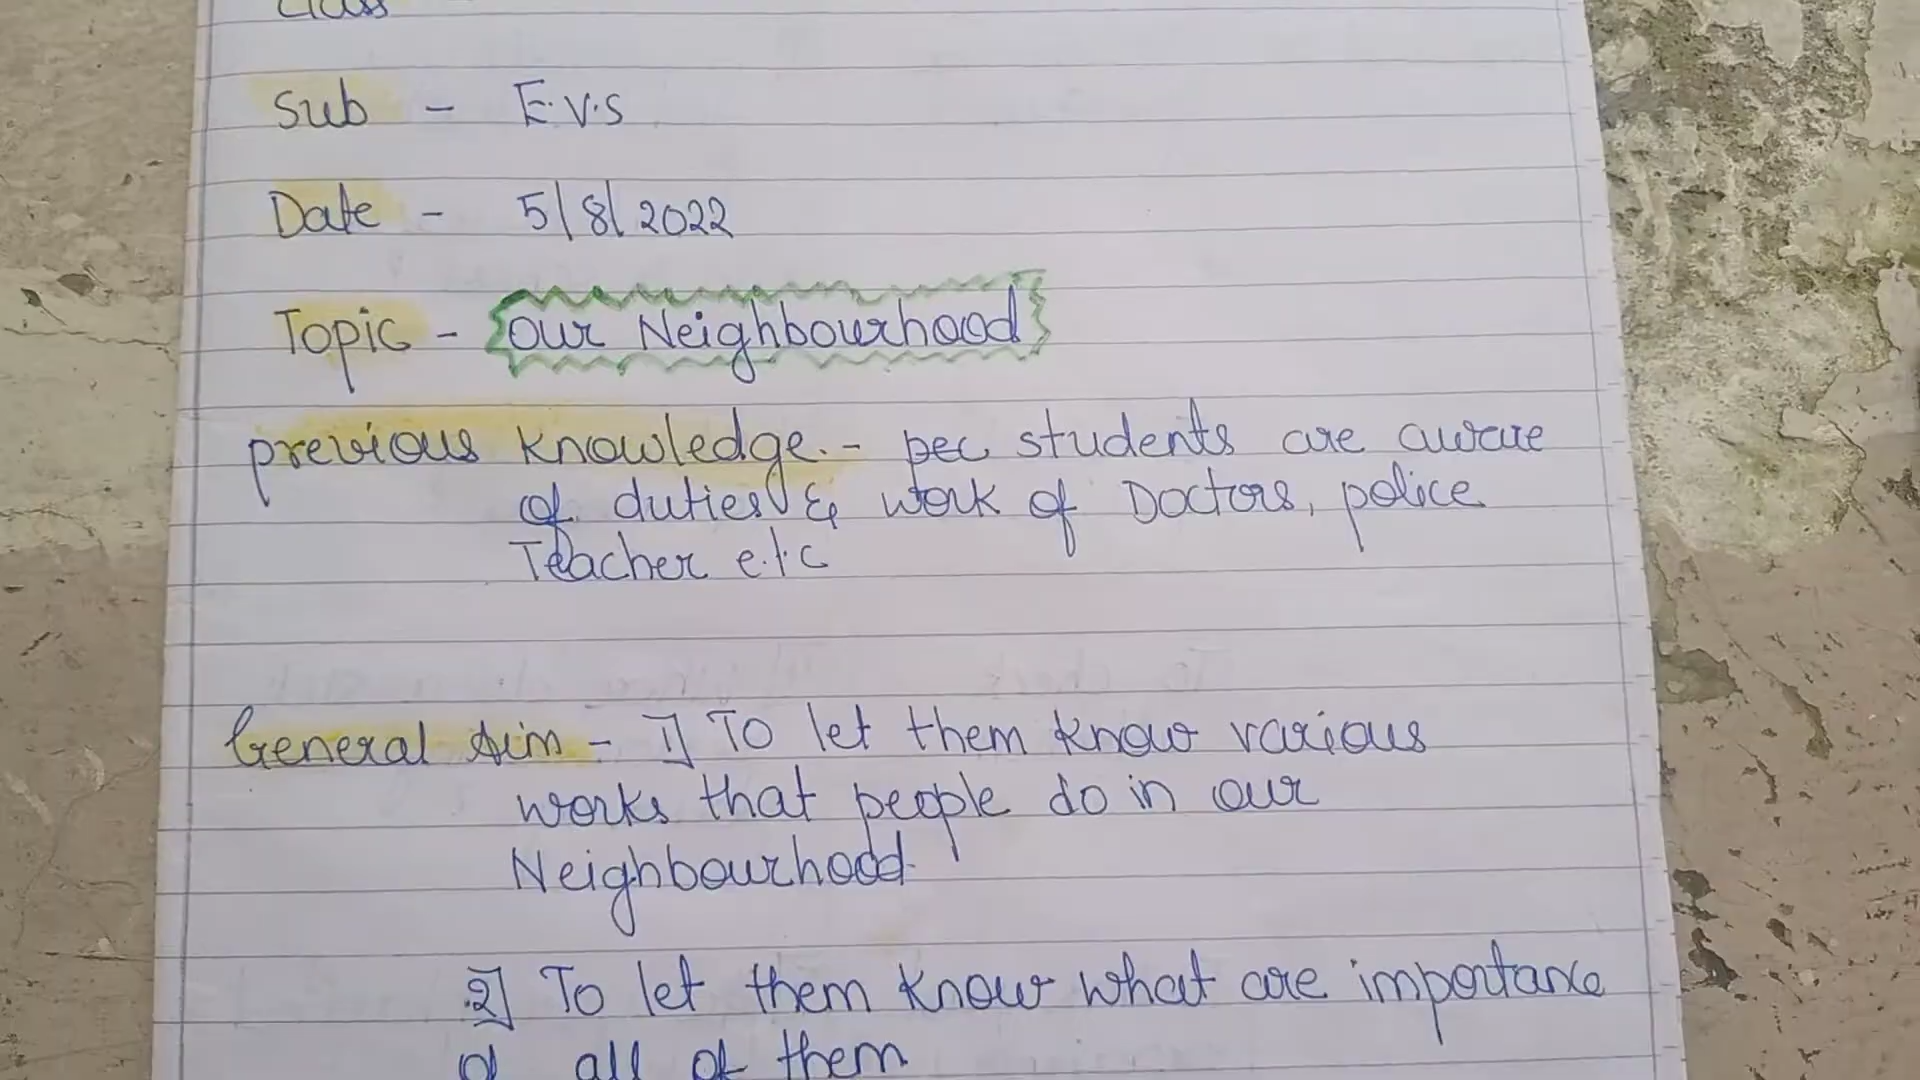 Class
Sub - E.V.S
Date - 5/8/2022
Topic - Our Neighbourhood
previous knowledge. - pec students are aware
of duties & work of Doctors, police
Teacher e.t.c
General Aim - 1] To let them know various
works that people do in our
Neighbourhood.
2] To let them know what are importance
of all of them